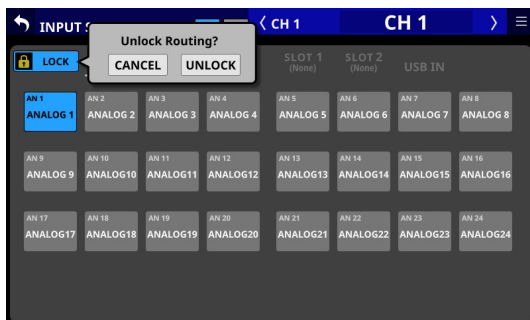 INPUT S
CH 1
CH 1
Unlock Routing?
CANCEL
UNLOCK
LOCK
SLOT 1
(None)
SLOT 2
(None)
USB IN
AN 1
ANALOG 1
AN 2
ANALOG 2
AN 3
ANALOG 3
AN 4
ANALOG 4
AN 5
ANALOG 5
AN 6
ANALOG 6
AN 7
ANALOG 7
AN 8
ANALOG 8
AN 9
ANALOG 9
AN 10
ANALOG10
AN 11
ANALOG11
AN 12
ANALOG12
AN 13
ANALOG13
AN 14
ANALOG14
AN 15
ANALOG15
AN 16
ANALOG16
AN 17
ANALOG17
AN 18
ANALOG18
AN 19
ANALOG19
AN 20
ANALOG20
AN 21
ANALOG21
AN 22
ANALOG22
AN 23
ANALOG23
AN 24
ANALOG24